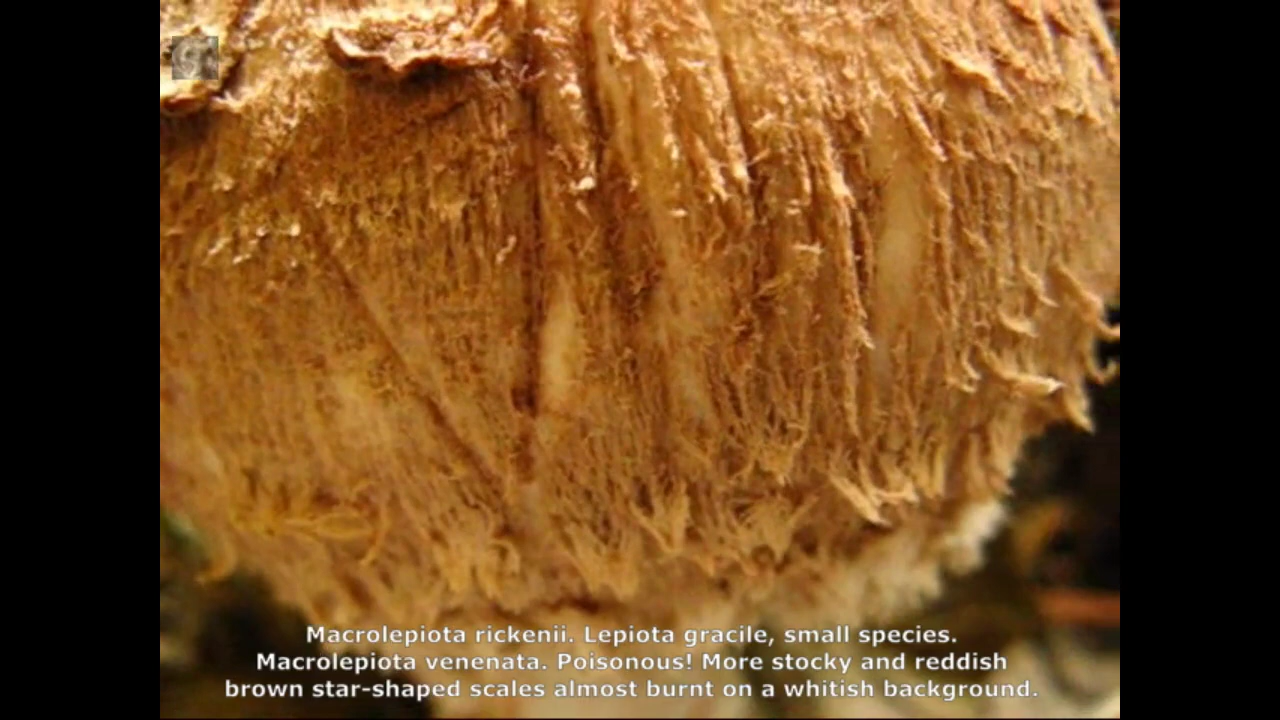 Macrolepiota rickenii. Lepiota gracile, small species.
Macrolepiota venenata. Poisonous! More stocky and reddish
brown star-shaped scales almost burnt on a whitish background.